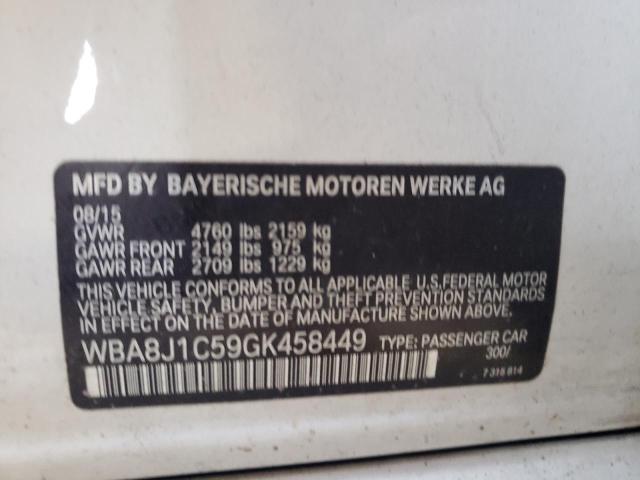 MFD BY BAYERISCHE MOTOREN WERKE AG
08/15
GVWR 4760 lbs 2159 kg
GAWR FRONT 2149 lbs 975 kg
GAWR REAR 2709 lbs 1229 kg
THIS VEHICLE CONFORMS TO ALL APPLICABLE U.S.FEDERAL MOTOR
VEHICLE SAFETY, BUMPER AND THEFT PREVENTION STANDARDS
IN EFFECT ON THE DATE OF MANUFACTURE SHOWN ABOVE.
WBA8J1C59GK458449 TYPE: PASSENGER CAR
300/
7 316 814